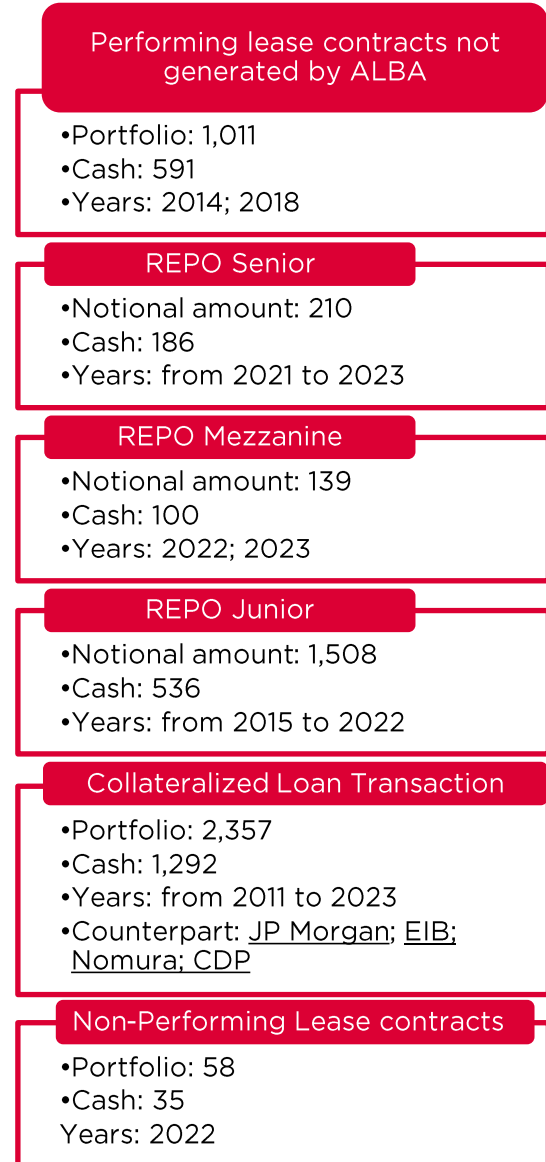 Performing lease contracts not
generated by ALBA
•Portfolio: 1,011
•Cash: 591
•Years: 2014; 2018
REPO Senior
•Notional amount: 210
•Cash: 186
•Years: from 2021 to 2023
REPO Mezzanine
•Notional amount: 139
•Cash: 100
•Years: 2022; 2023
REPO Junior
•Notional amount: 1,508
•Cash: 536
•Years: from 2015 to 2022
Collateralized Loan Transaction
•Portfolio: 2,357
•Cash: 1,292
•Years: from 2011 to 2023
•Counterpart: JP Morgan; EIB;
Nomura; CDP
Non-Performing Lease contracts
•Portfolio: 58
•Cash: 35
Years: 2022